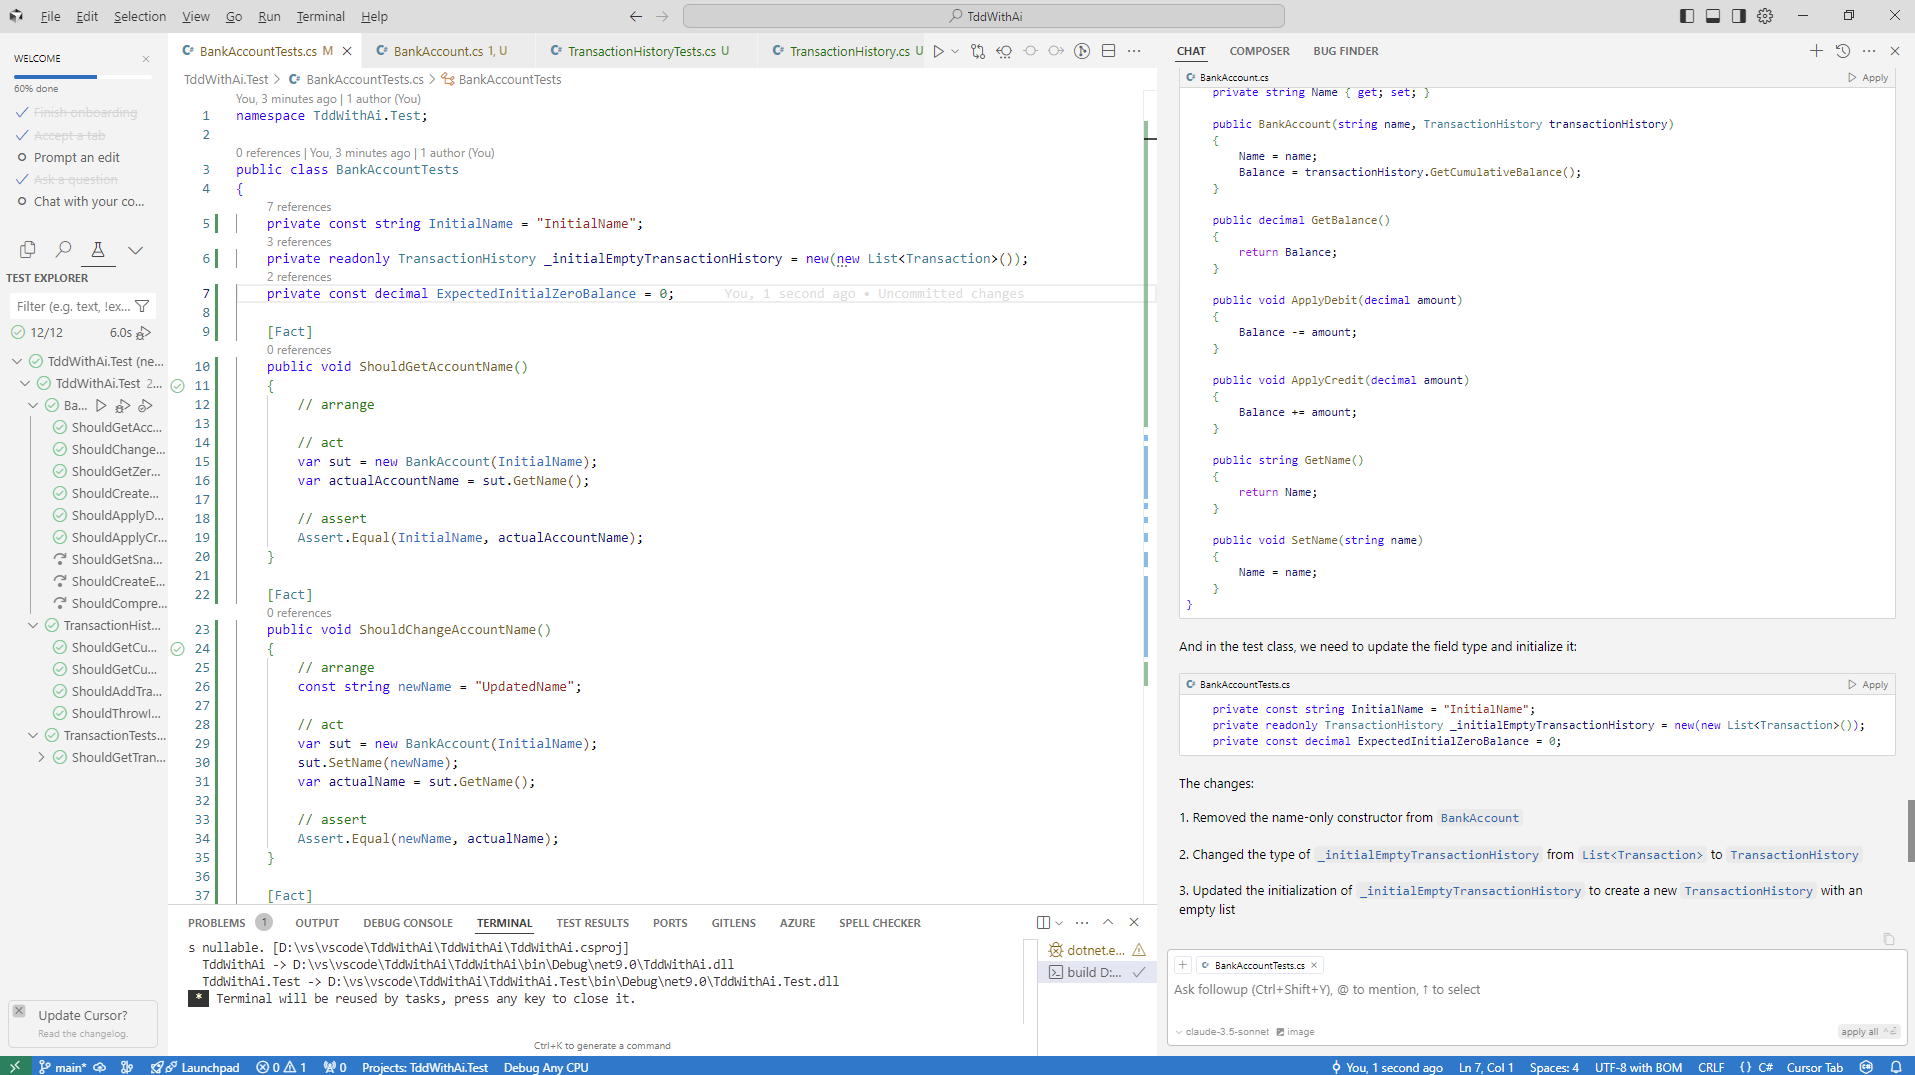 File Edit Selection View Go Run Terminal Help
TddWithAi
WELCOME
60% done
Finish onboarding
Accept a tab
Prompt an edit
Ask a question
Chat with your co...
TEST EXPLORER
Filter (e.g. text, !ex...
12/12 6.0s
TddWithAi.Test (ne...
TddWithAi.Test 2...
Ba...
ShouldGetAcc...
ShouldChange...
ShouldGetZer...
ShouldCreate...
ShouldApplyD...
ShouldApplyCr...
ShouldGetSna...
ShouldCreateE...
ShouldCompre...
TransactionHist...
ShouldGetCu...
ShouldGetCu...
ShouldAddTra...
ShouldThrowI...
TransactionTests...
ShouldGetTran...
Update Cursor?
Read the changelog.
BankAccountTests.cs M BankAccount.cs 1, U TransactionHistoryTests.cs U TransactionHistory.cs U
TddWithAi.Test > BankAccountTests.cs > BankAccountTests
You, 3 minutes ago | 1 author (You)
1 namespace TddWithAi.Test;
2
0 references | You, 3 minutes ago | 1 author (You)
3 public class BankAccountTests
4 {
7 references
5 private const string InitialName = "InitialName";
3 references
6 private readonly TransactionHistory _initialEmptyTransactionHistory = new(new List<Transaction>());
2 references
7 private const decimal ExpectedInitialZeroBalance = 0; You, 1 second ago • Uncommitted changes
8
9 [Fact]
0 references
10 public void ShouldGetAccountName()
11 {
12 // arrange
13
14 // act
15 var sut = new BankAccount(InitialName);
16 var actualAccountName = sut.GetName();
17
18 // assert
19 Assert.Equal(InitialName, actualAccountName);
20 }
21
22 [Fact]
0 references
23 public void ShouldChangeAccountName()
24 {
25 // arrange
26 const string newName = "UpdatedName";
27
28 // act
29 var sut = new BankAccount(InitialName);
30 sut.SetName(newName);
31 var actualName = sut.GetName();
32
33 // assert
34 Assert.Equal(newName, actualName);
35 }
36
37 [Fact]
PROBLEMS 1 OUTPUT DEBUG CONSOLE TERMINAL TEST RESULTS PORTS GITLENS AZURE SPELL CHECKER
s nullable. [D:\vs\vscode\TddWithAi\TddWithAi\TddWithAi.csproj]
TddWithAi -> D:\vs\vscode\TddWithAi\TddWithAi\bin\Debug\net9.0\TddWithAi.dll
TddWithAi.Test -> D:\vs\vscode\TddWithAi\TddWithAi.Test\bin\Debug\net9.0\TddWithAi.Test.dll
* Terminal will be reused by tasks, press any key to close it.
dotnet.e...
build D:...
Ctrl+K to generate a command
CHAT COMPOSER BUG FINDER
BankAccount.cs Apply
private string Name { get; set; }
public BankAccount(string name, TransactionHistory transactionHistory)
{
Name = name;
Balance = transactionHistory.GetCumulativeBalance();
}
public decimal GetBalance()
{
return Balance;
}
public void ApplyDebit(decimal amount)
{
Balance -= amount;
}
public void ApplyCredit(decimal amount)
{
Balance += amount;
}
public string GetName()
{
return Name;
}
public void SetName(string name)
{
Name = name;
}
}
And in the test class, we need to update the field type and initialize it:
BankAccountTests.cs Apply
private const string InitialName = "InitialName";
private readonly TransactionHistory _initialEmptyTransactionHistory = new(new List<Transaction>());
private const decimal ExpectedInitialZeroBalance = 0;
The changes:
1. Removed the name-only constructor from BankAccount
2. Changed the type of _initialEmptyTransactionHistory from List<Transaction> to TransactionHistory
3. Updated the initialization of _initialEmptyTransactionHistory to create a new TransactionHistory with an
empty list
+ BankAccountTests.cs ×
Ask followup (Ctrl+Shift+Y), @ to mention, ↑ to select
claude-3.5-sonnet image apply all
main* Launchpad 0 1 0 Projects: TddWithAi.Test Debug Any CPU You, 1 second ago Ln 7, Col 1 Spaces: 4 UTF-8 with BOM CRLF {} C# Cursor Tab